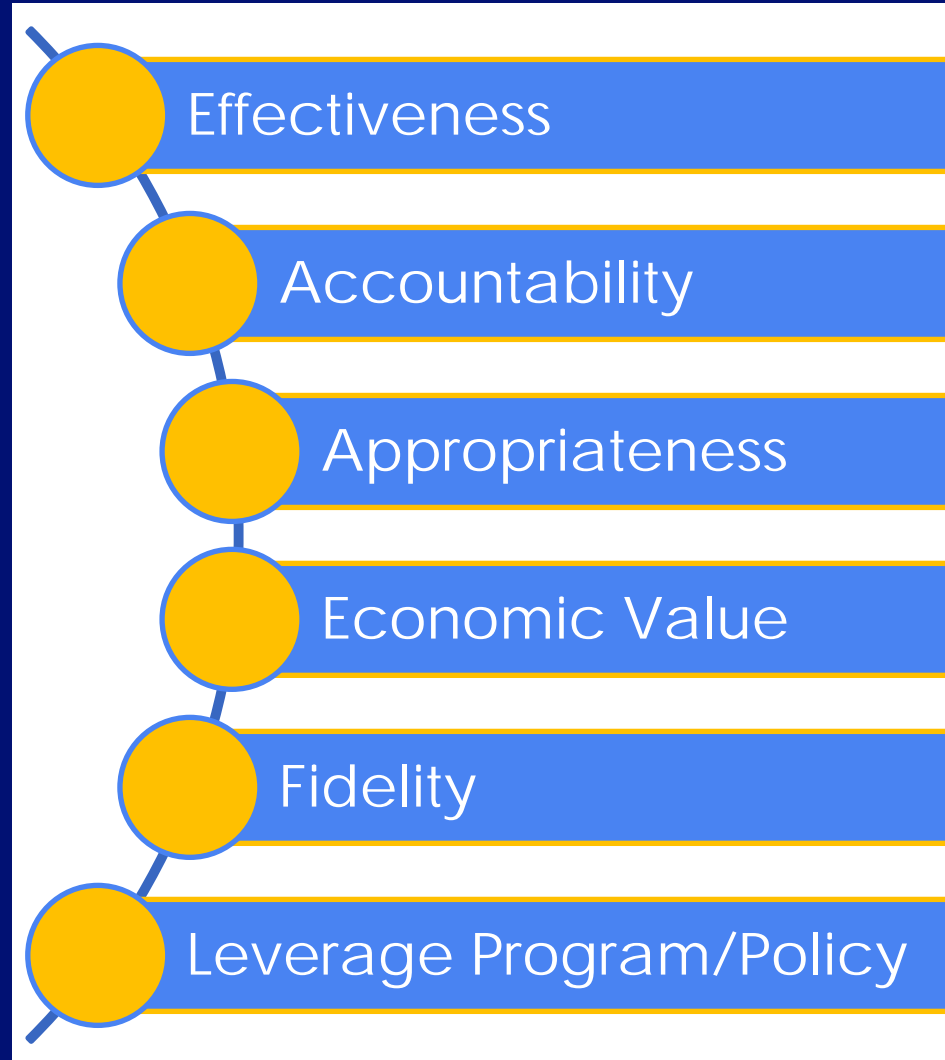 Effectiveness
Accountability
Appropriateness
Economic Value
Fidelity
Leverage Program/Policy